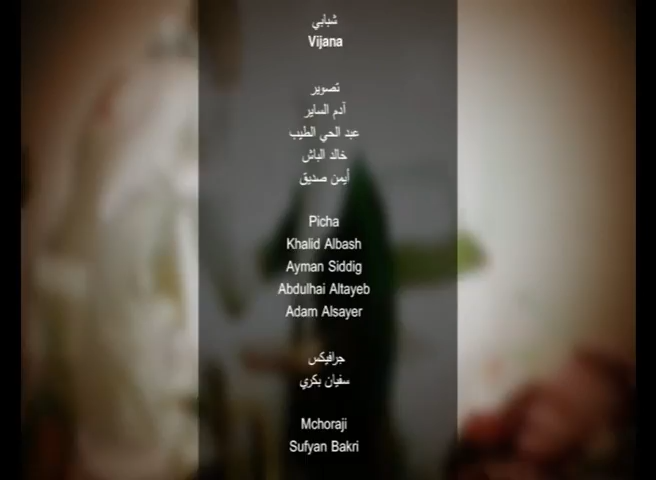 شبابي
Vijana
تصوير
آدم الساير
عبد الحي الطيب
خالد الباش
أيمن صديق
Picha
Khalid Albash
Ayman Siddig
Abdulhai Altayeb
Adam Alsayer
جرافيكس
سفيان بكري
Mchoraji
Sufyan Bakri